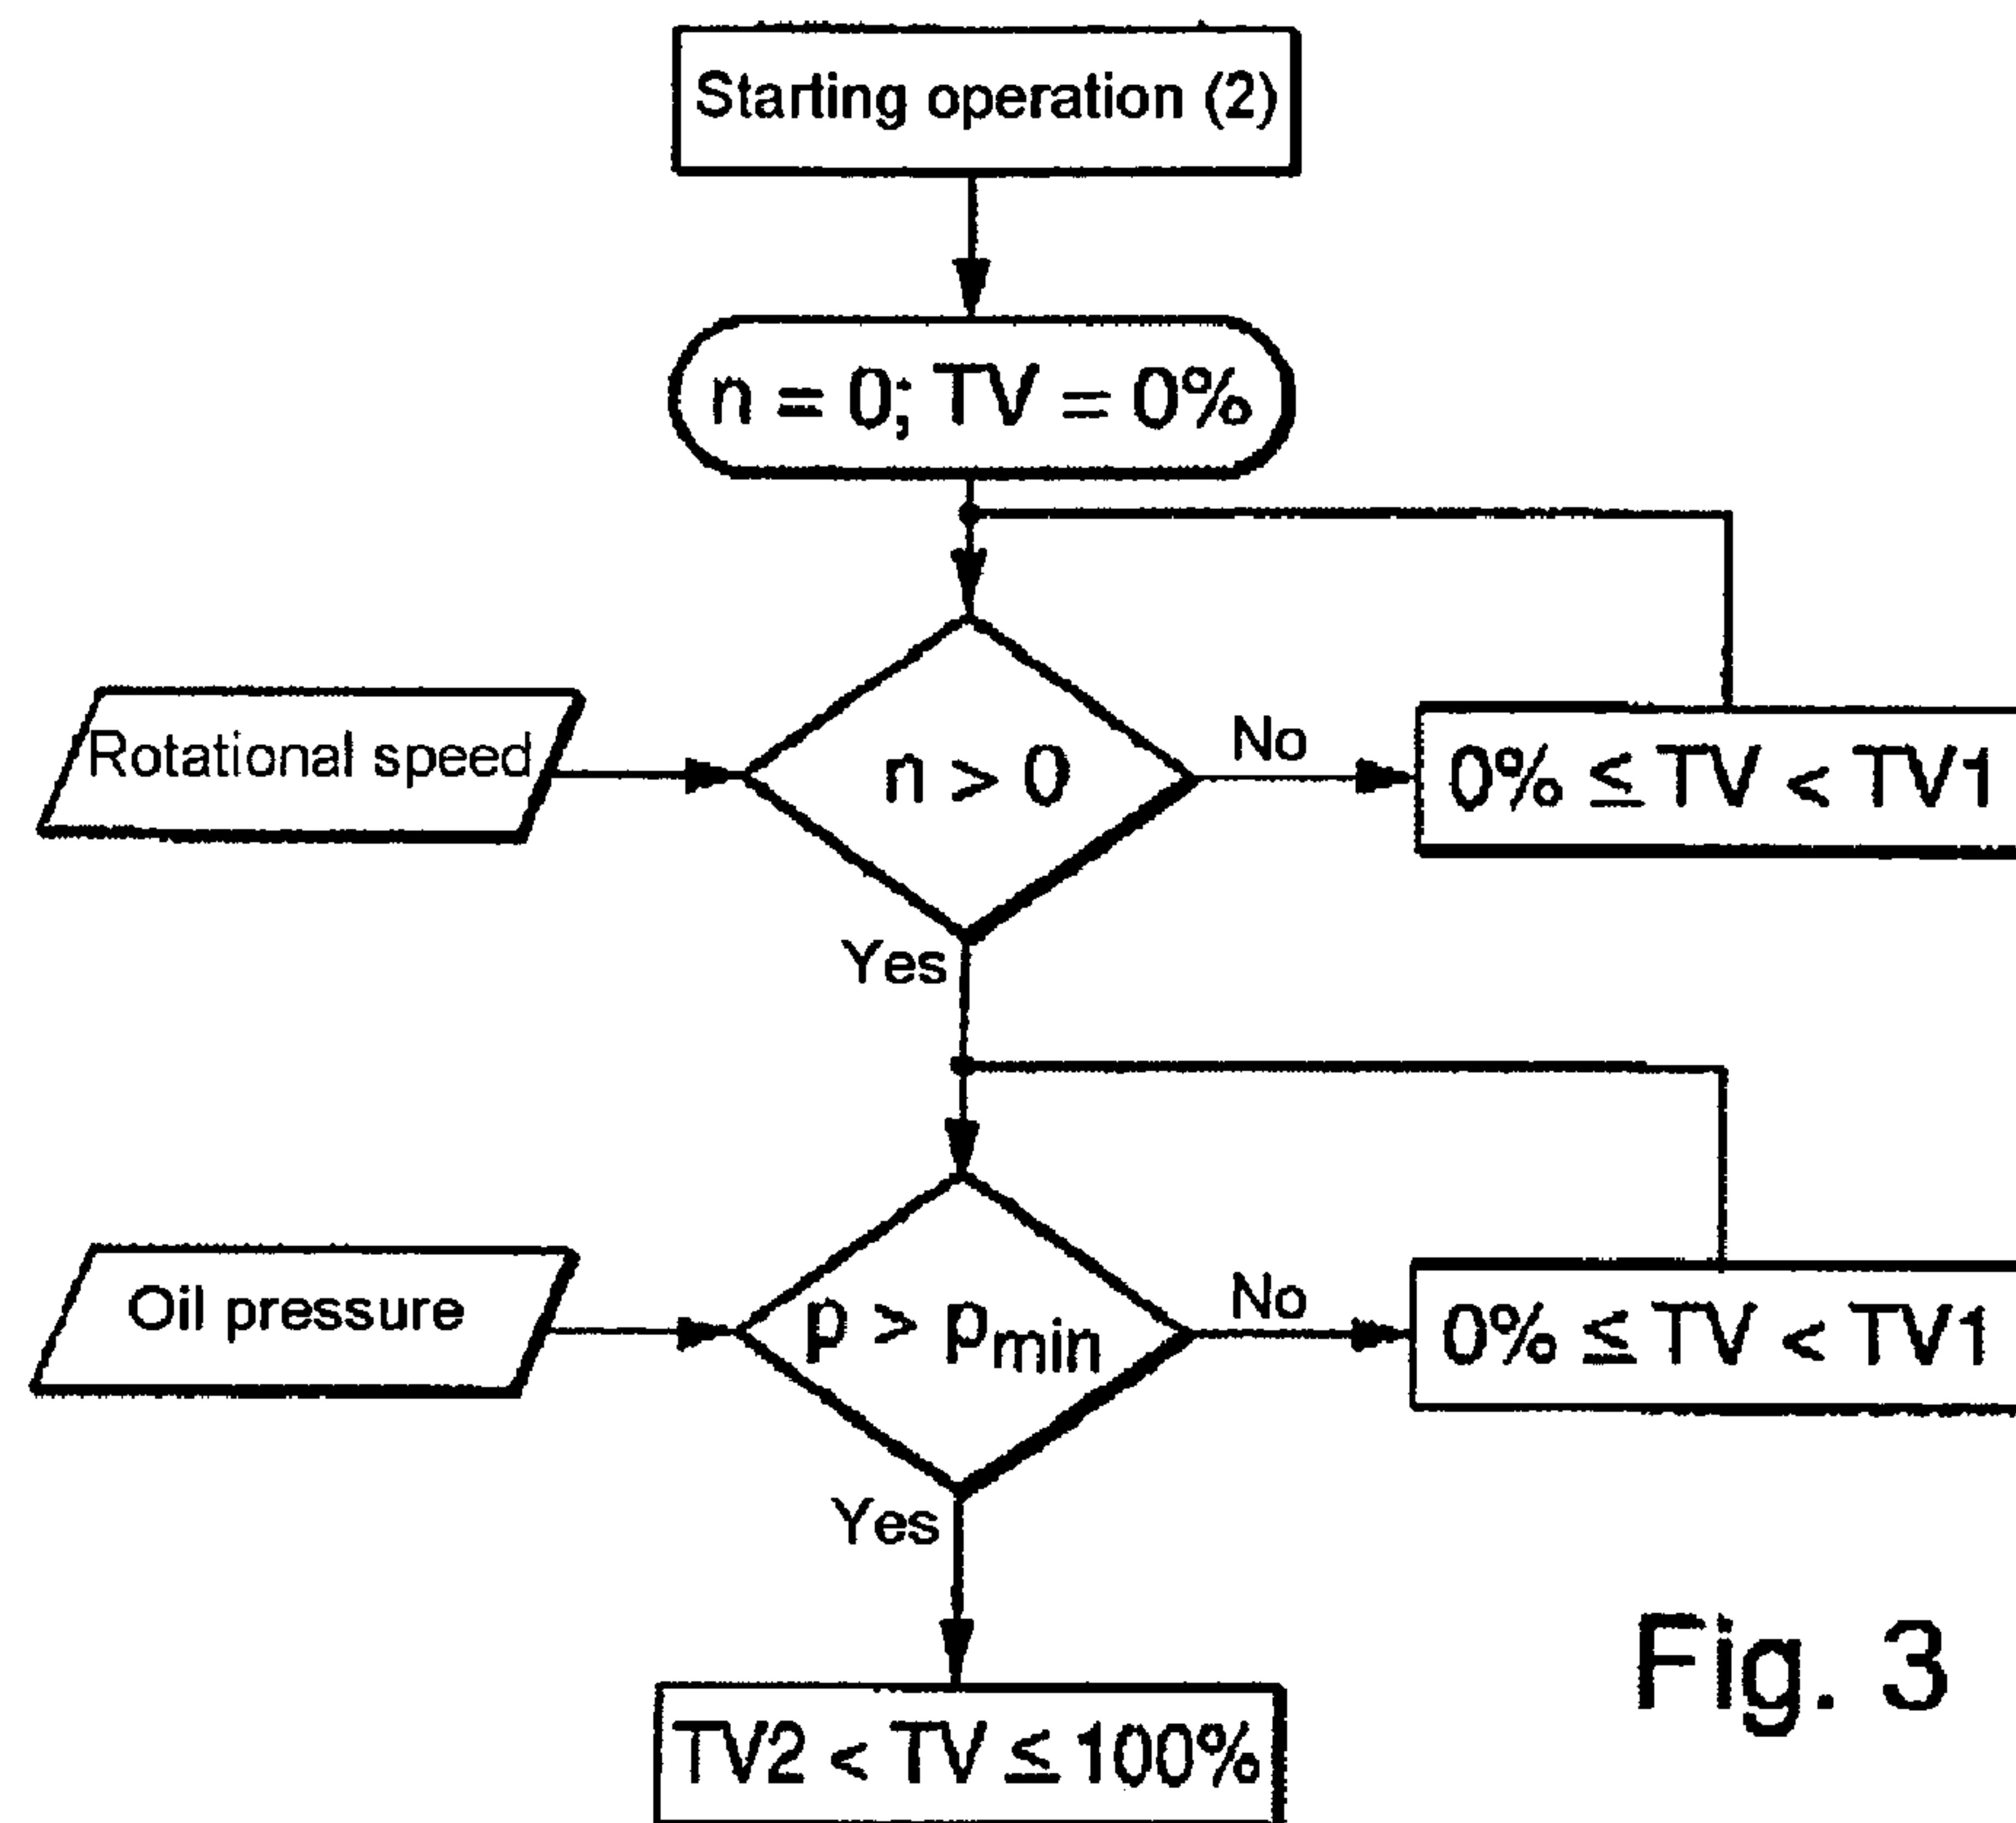 Starting operation (2)
n = 0; TV = 0%
Rotational speed
n > 0
No
0% ≤ TV < TV1
Yes
Oil pressure
p > pmin
No
0% ≤ TV < TV1
Yes
TV2 < TV ≤ 100%
Fig. 3